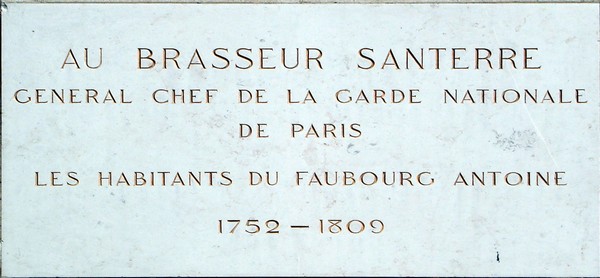 AU BRASSEUR SANTERRE
GENERAL CHEF DE LA GARDE NATIONALE
DE PARIS
LES HABITANTS DU FAUBOURG ANTOINE
1752 – 1809